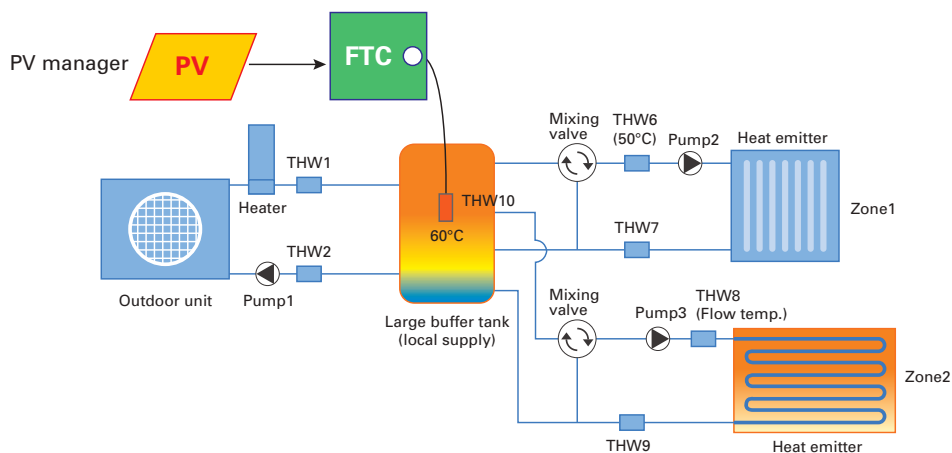 PV manager
PV
FTC
Mixing
valve
THW6
(50°C)
Pump2
Heat emitter
THW1
Heater
THW10
60°C
Zone1
THW7
THW2
Outdoor unit
Pump1
Large buffer tank
(local supply)
Mixing
valve
Pump3
THW8
(Flow temp.)
Zone2
THW9
Heat emitter